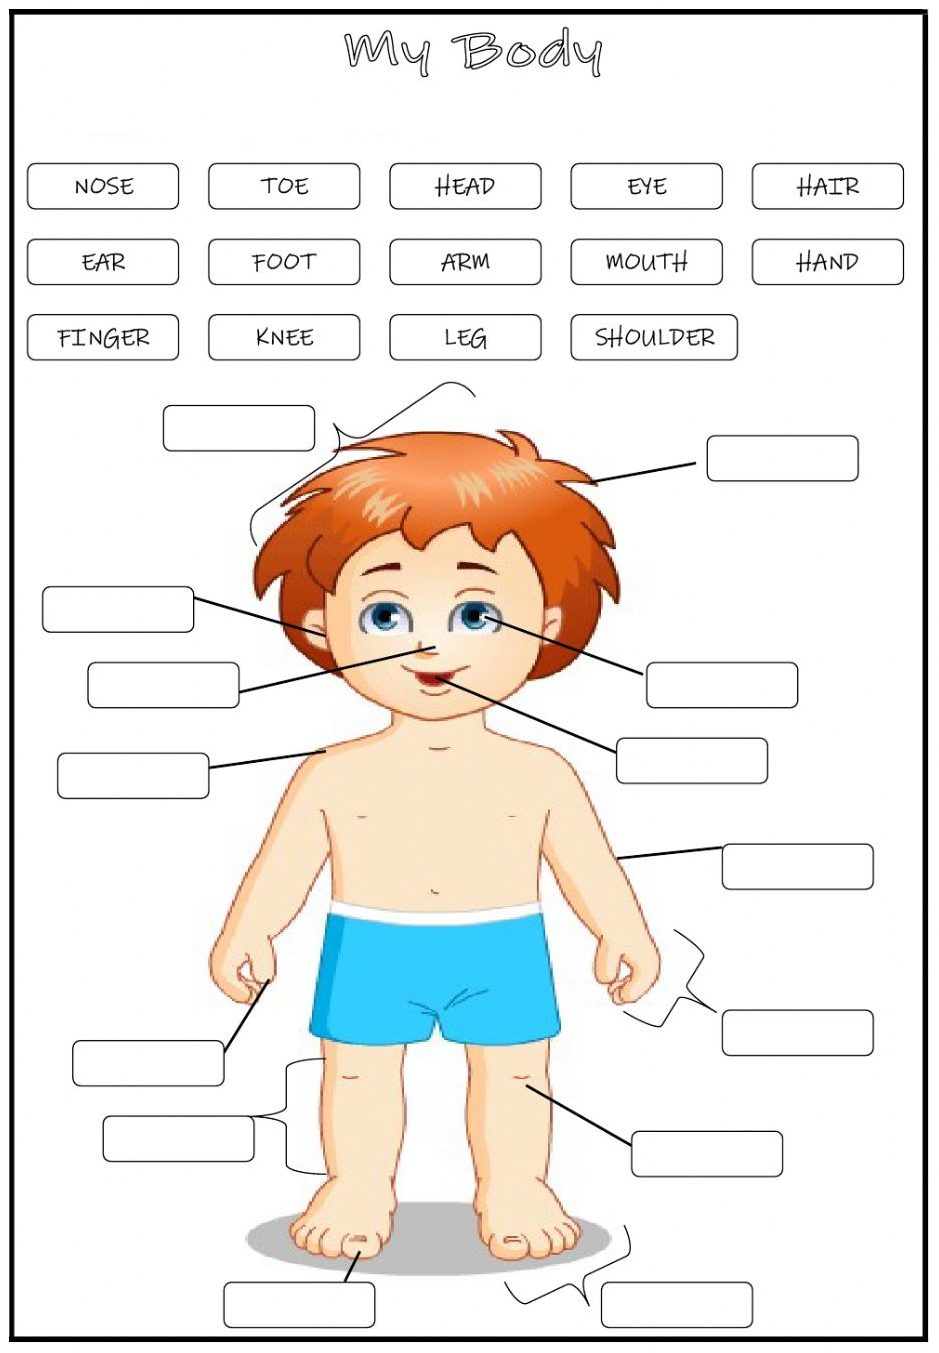 My Body
NOSE TOE HEAD EYE HAIR
EAR FOOT ARM MOUTH HAND
FINGER KNEE LEG SHOULDER